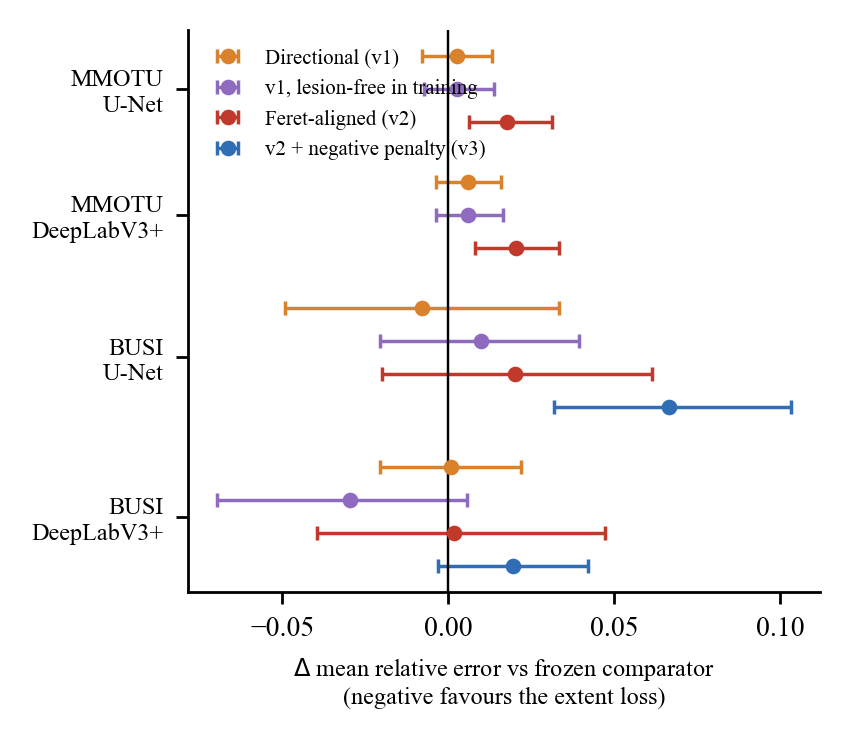 Directional (v1)
v1, lesion-free in training
Feret-aligned (v2)
v2 + negative penalty (v3)
MMOTU
U-Net
MMOTU
DeepLabV3+
BUSI
U-Net
BUSI
DeepLabV3+
−0.05 0.00 0.05 0.10
Δ mean relative error vs frozen comparator
(negative favours the extent loss)